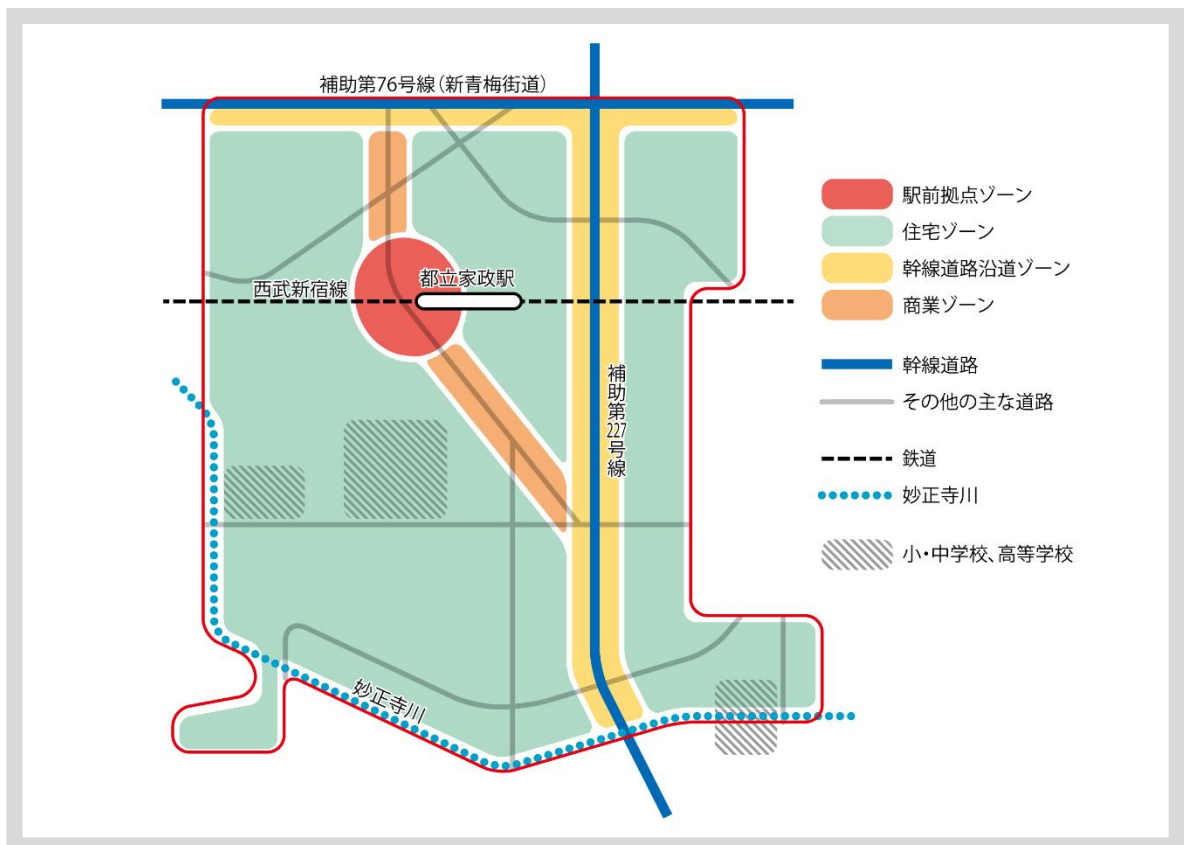 補助第76号線(新青梅街道)
西武新宿線
都立家政駅
補助第227号線
妙正寺川
駅前拠点ゾーン
住宅ゾーン
幹線道路沿道ゾーン
商業ゾーン
幹線道路
その他の主な道路
鉄道
妙正寺川
小・中学校、高等学校